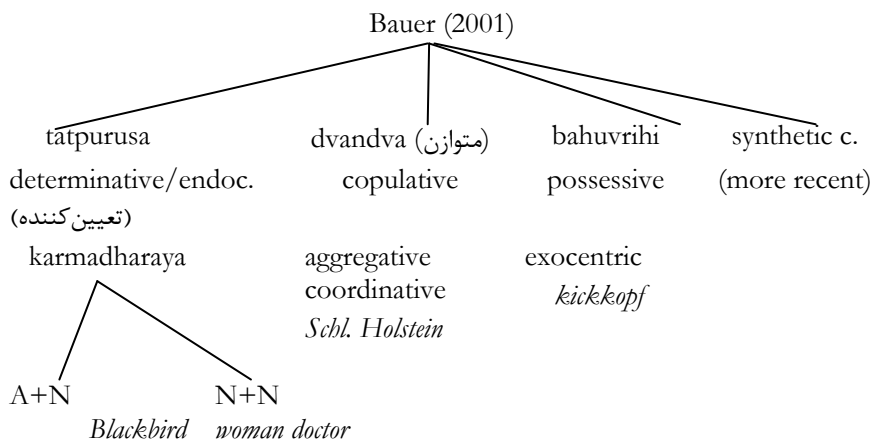 Bauer (2001)
tatpurusa dvandva (متوازن) bahuvrihi synthetic c.
determinative/endoc. copulative possessive (more recent)
(تعیین‌کننده)
karmadharaya aggregative exocentric
coordinative kickkopf
Schl. Holstein
A+N N+N
Blackbird woman doctor